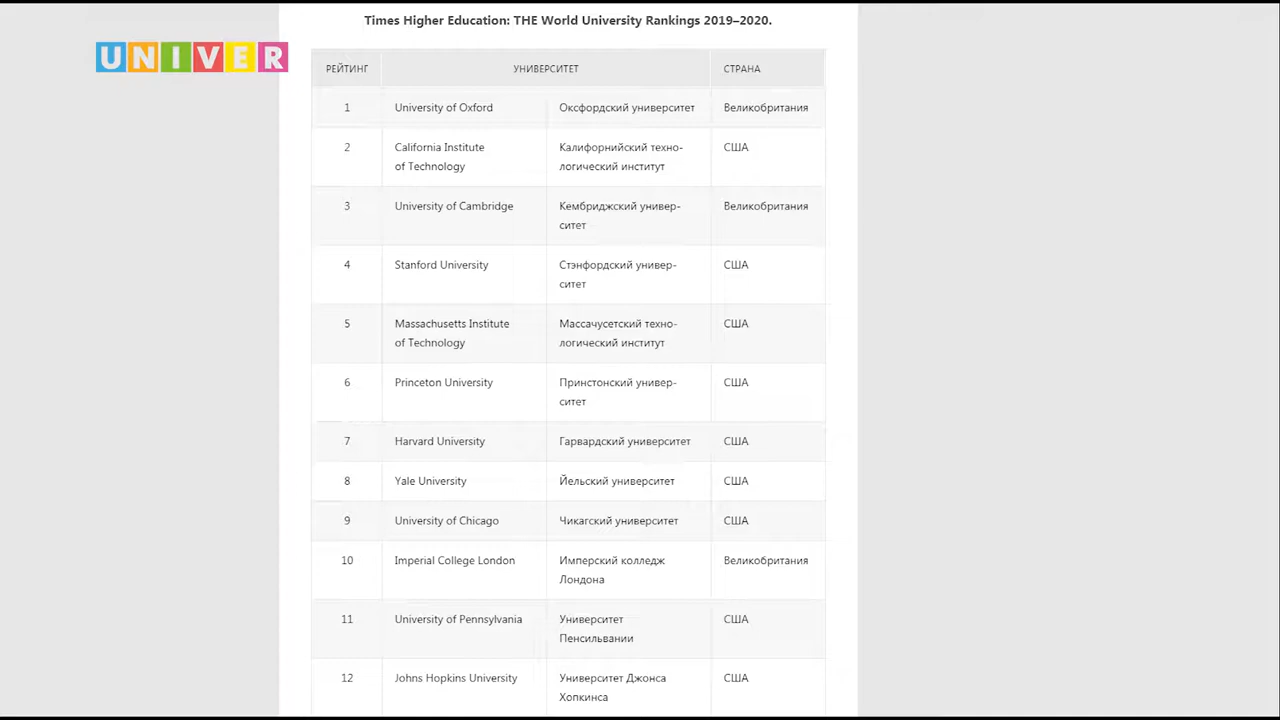 Times Higher Education: THE World University Rankings 2019–2020.
UNIVER
РЕЙТИНГ УНИВЕРСИТЕТ СТРАНА
1 University of Oxford Оксфордский университет Великобритания
2 California Institute Калифорнийский техно- США
of Technology логический институт
3 University of Cambridge Кембриджский универ- Великобритания
ситет
4 Stanford University Стэнфордский универ- США
ситет
5 Massachusetts Institute Массачусетский техно- США
of Technology логический институт
6 Princeton University Принстонский универ- США
ситет
7 Harvard University Гарвардский университет США
8 Yale University Йельский университет США
9 University of Chicago Чикагский университет США
10 Imperial College London Имперский колледж Великобритания
Лондона
11 University of Pennsylvania Университет США
Пенсильвании
12 Johns Hopkins University Университет Джонса США
Хопкинса